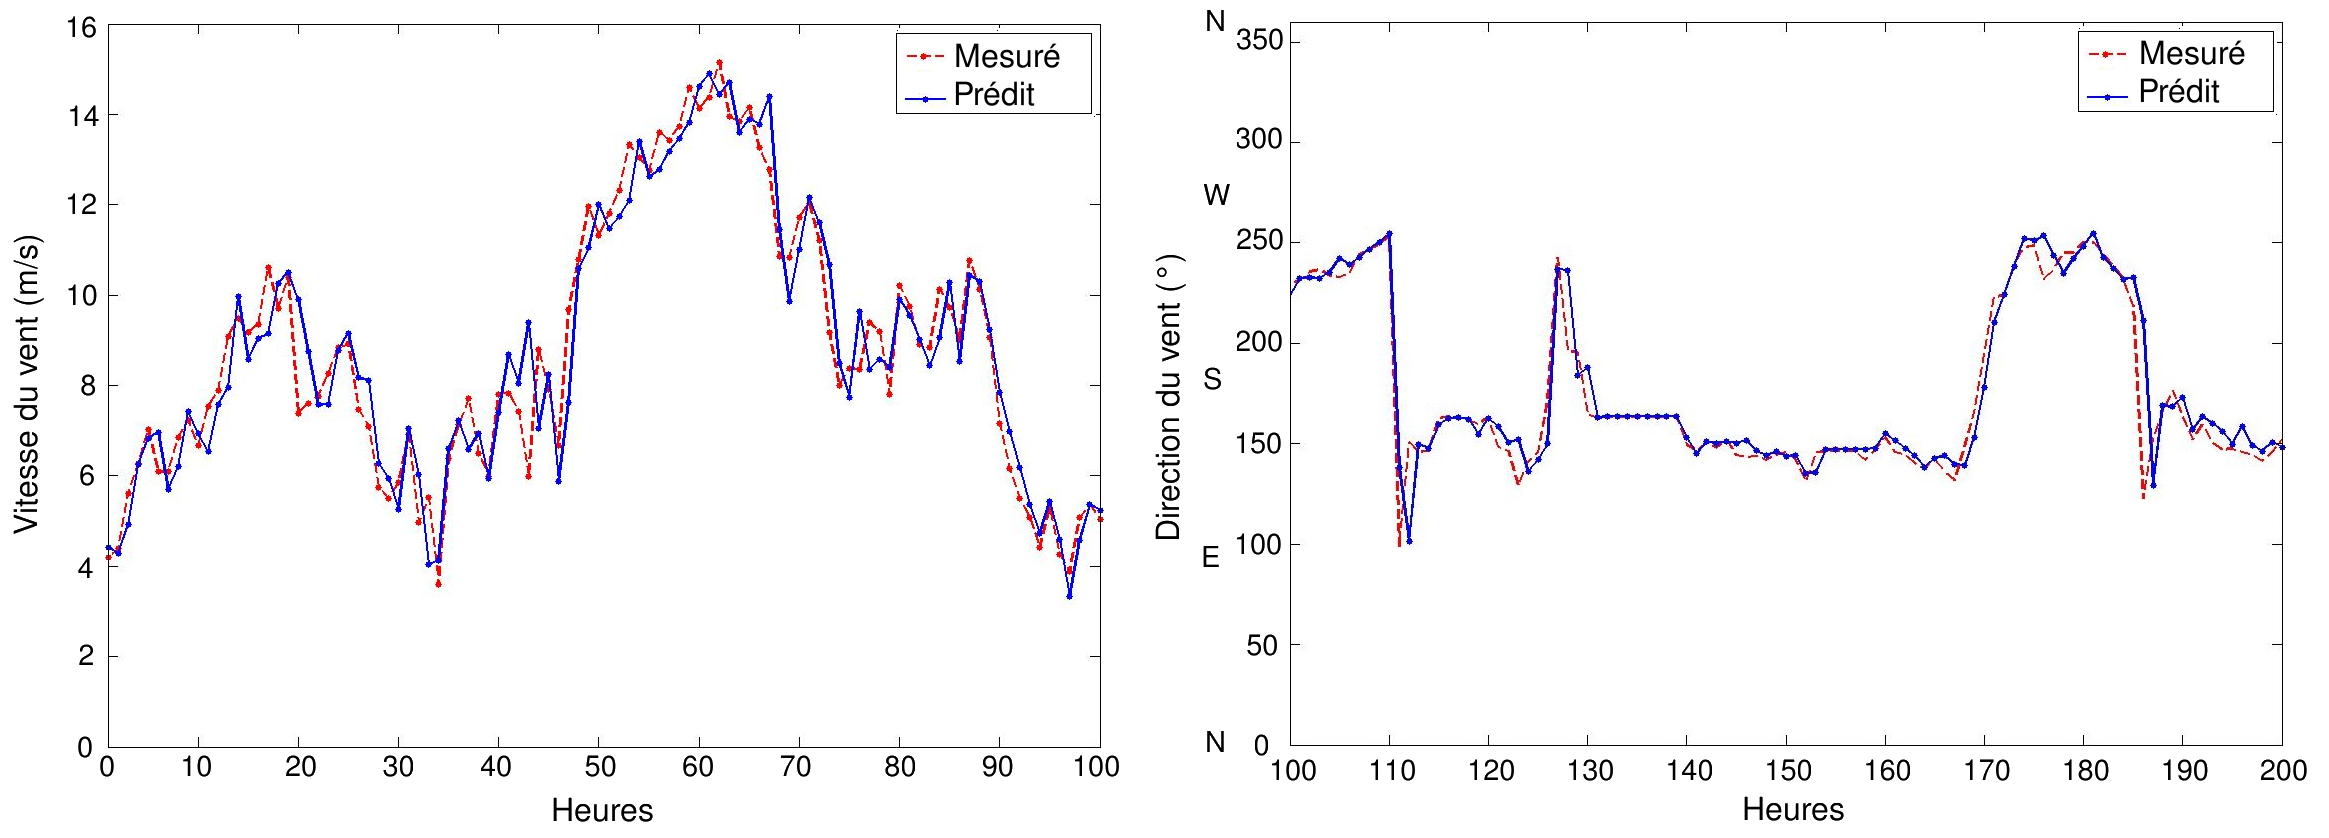 16
14
12
10
8
6
4
2
0
Vitesse du vent (m/s)
0 10 20 30 40 50 60 70 80 90 100
Heures
Mesuré
Prédit
N
W
S
E
N
350
300
250
200
150
100
50
0
Direction du vent (°)
100 110 120 130 140 150 160 170 180 190 200
Heures
Mesuré
Prédit